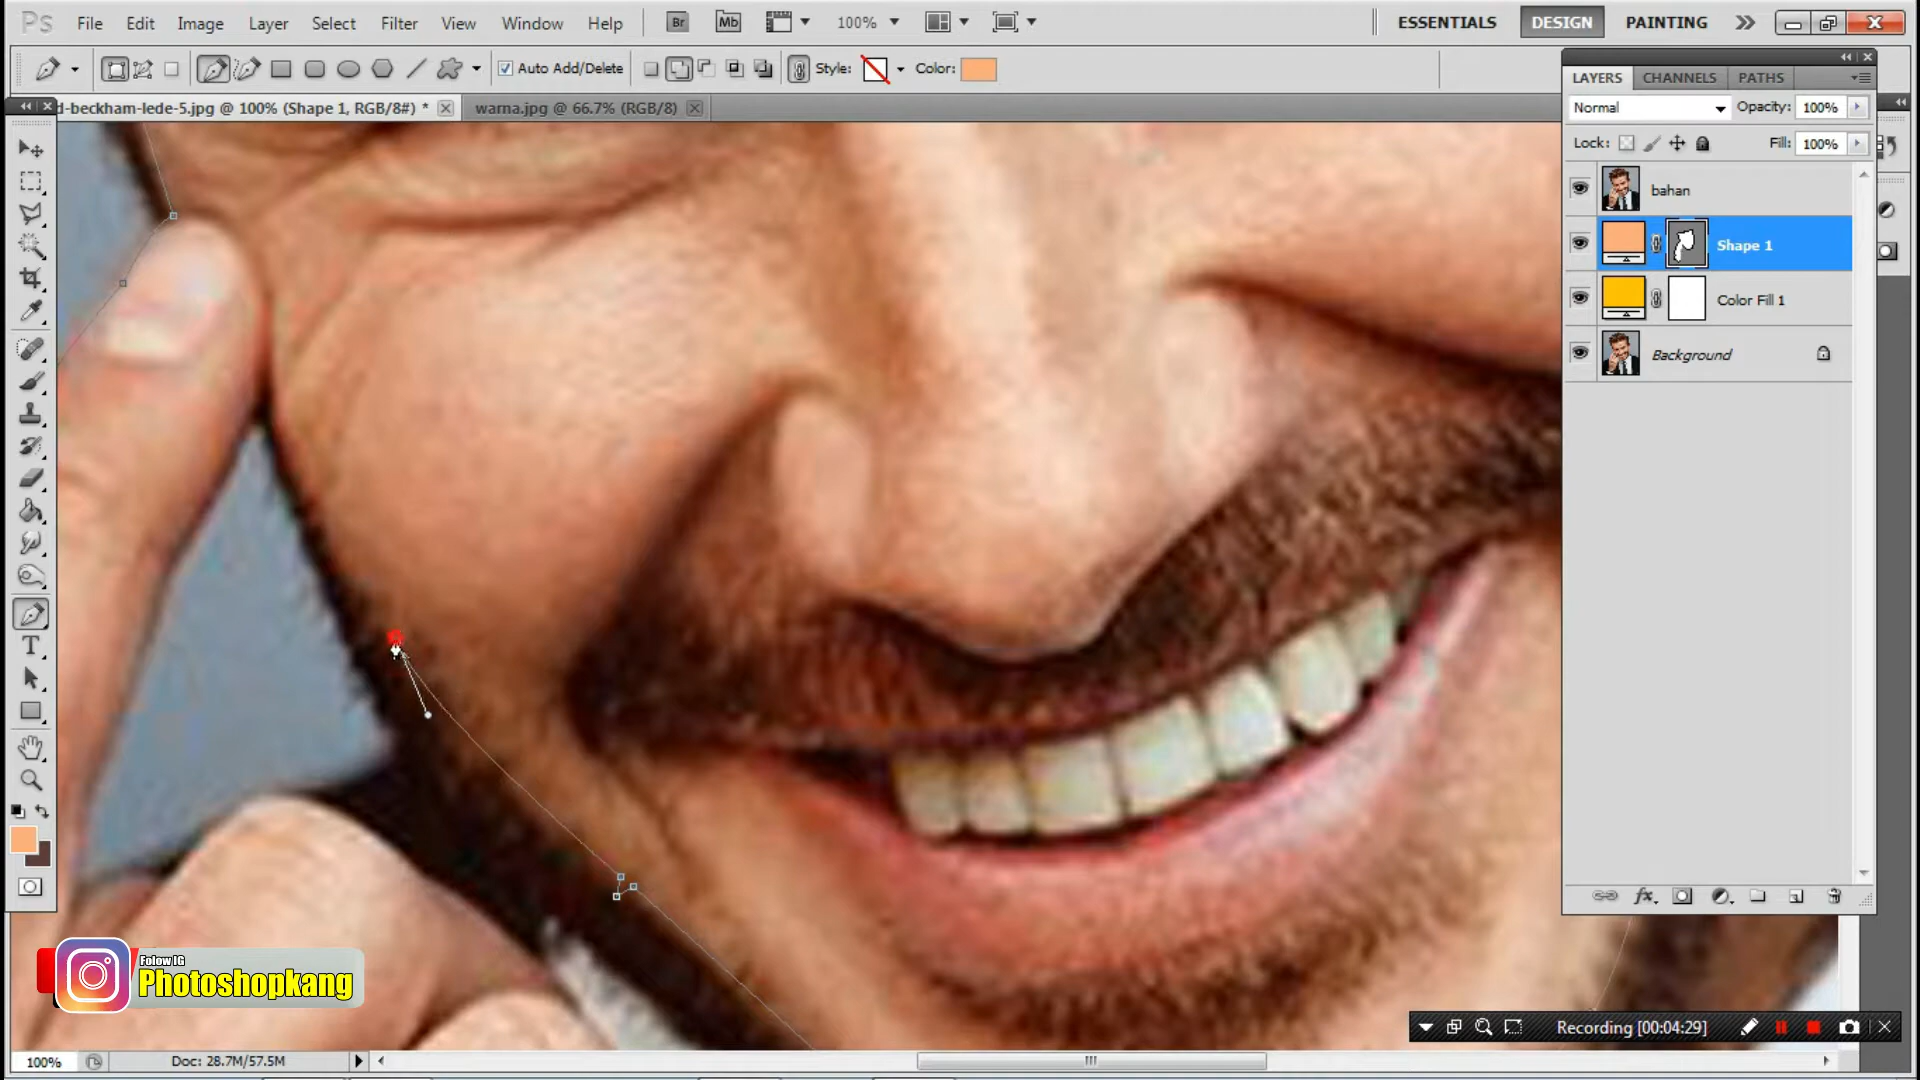 Ps File Edit Image Layer Select Filter View Window Help Br Mb 100% ESSENTIALS DESIGN PAINTING
Auto Add/Delete Style: Color:
d-beckham-lede-5.jpg @ 100% (Shape 1, RGB/8#) * warna.jpg @ 66.7% (RGB/8)
LAYERS CHANNELS PATHS
Normal Opacity: 100%
Lock: Fill: 100%
bahan
Shape 1
Color Fill 1
Background
T
fx
Folow IG
Photoshopkang
Recording [00:04:29]
100% Doc: 28.7M/57.5M